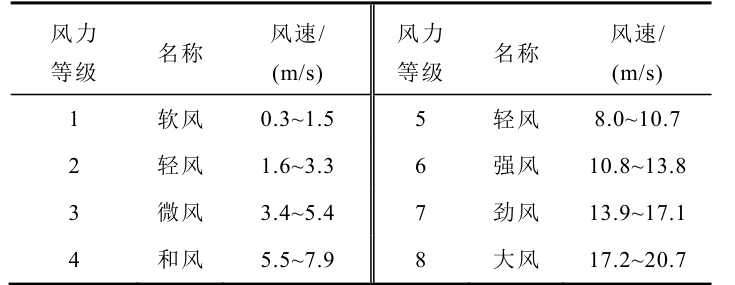 风力等级 名称 风速/(m/s) 风力等级 名称 风速/(m/s)
1 软风 0.3~1.5 5 轻风 8.0~10.7
2 轻风 1.6~3.3 6 强风 10.8~13.8
3 微风 3.4~5.4 7 劲风 13.9~17.1
4 和风 5.5~7.9 8 大风 17.2~20.7